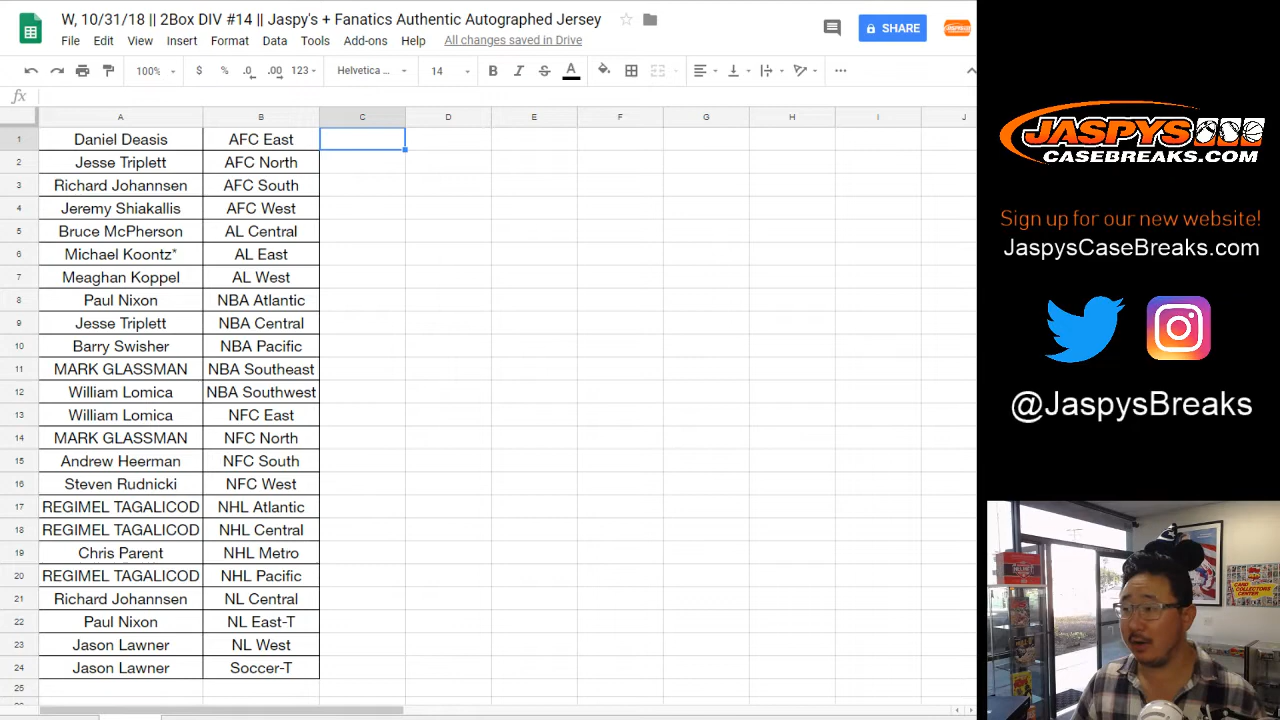 W, 10/31/18 || 2Box DIV #14 || Jaspy's + Fanatics Authentic Autographed Jersey
File Edit View Insert Format Data Tools Add-ons Help All changes saved in Drive
SHARE
100% $ % .0 .00 123 Helvetica ... 14 B I S A
fx
A B C D E F G H I J
1 Daniel Deasis AFC East
2 Jesse Triplett AFC North
3 Richard Johannsen AFC South
4 Jeremy Shiakallis AFC West
5 Bruce McPherson AL Central
6 Michael Koontz* AL East
7 Meaghan Koppel AL West
8 Paul Nixon NBA Atlantic
9 Jesse Triplett NBA Central
10 Barry Swisher NBA Pacific
11 MARK GLASSMAN NBA Southeast
12 William Lomica NBA Southwest
13 William Lomica NFC East
14 MARK GLASSMAN NFC North
15 Andrew Heerman NFC South
16 Steven Rudnicki NFC West
17 REGIMEL TAGALICOD NHL Atlantic
18 REGIMEL TAGALICOD NHL Central
19 Chris Parent NHL Metro
20 REGIMEL TAGALICOD NHL Pacific
21 Richard Johannsen NL Central
22 Paul Nixon NL East-T
23 Jason Lawner NL West
24 Jason Lawner Soccer-T
25
JASPYS
CASEBREAKS.COM
Sign up for our new website!
JaspysCaseBreaks.com
@JaspysBreaks
CARD
COLLECTORS
CENTER